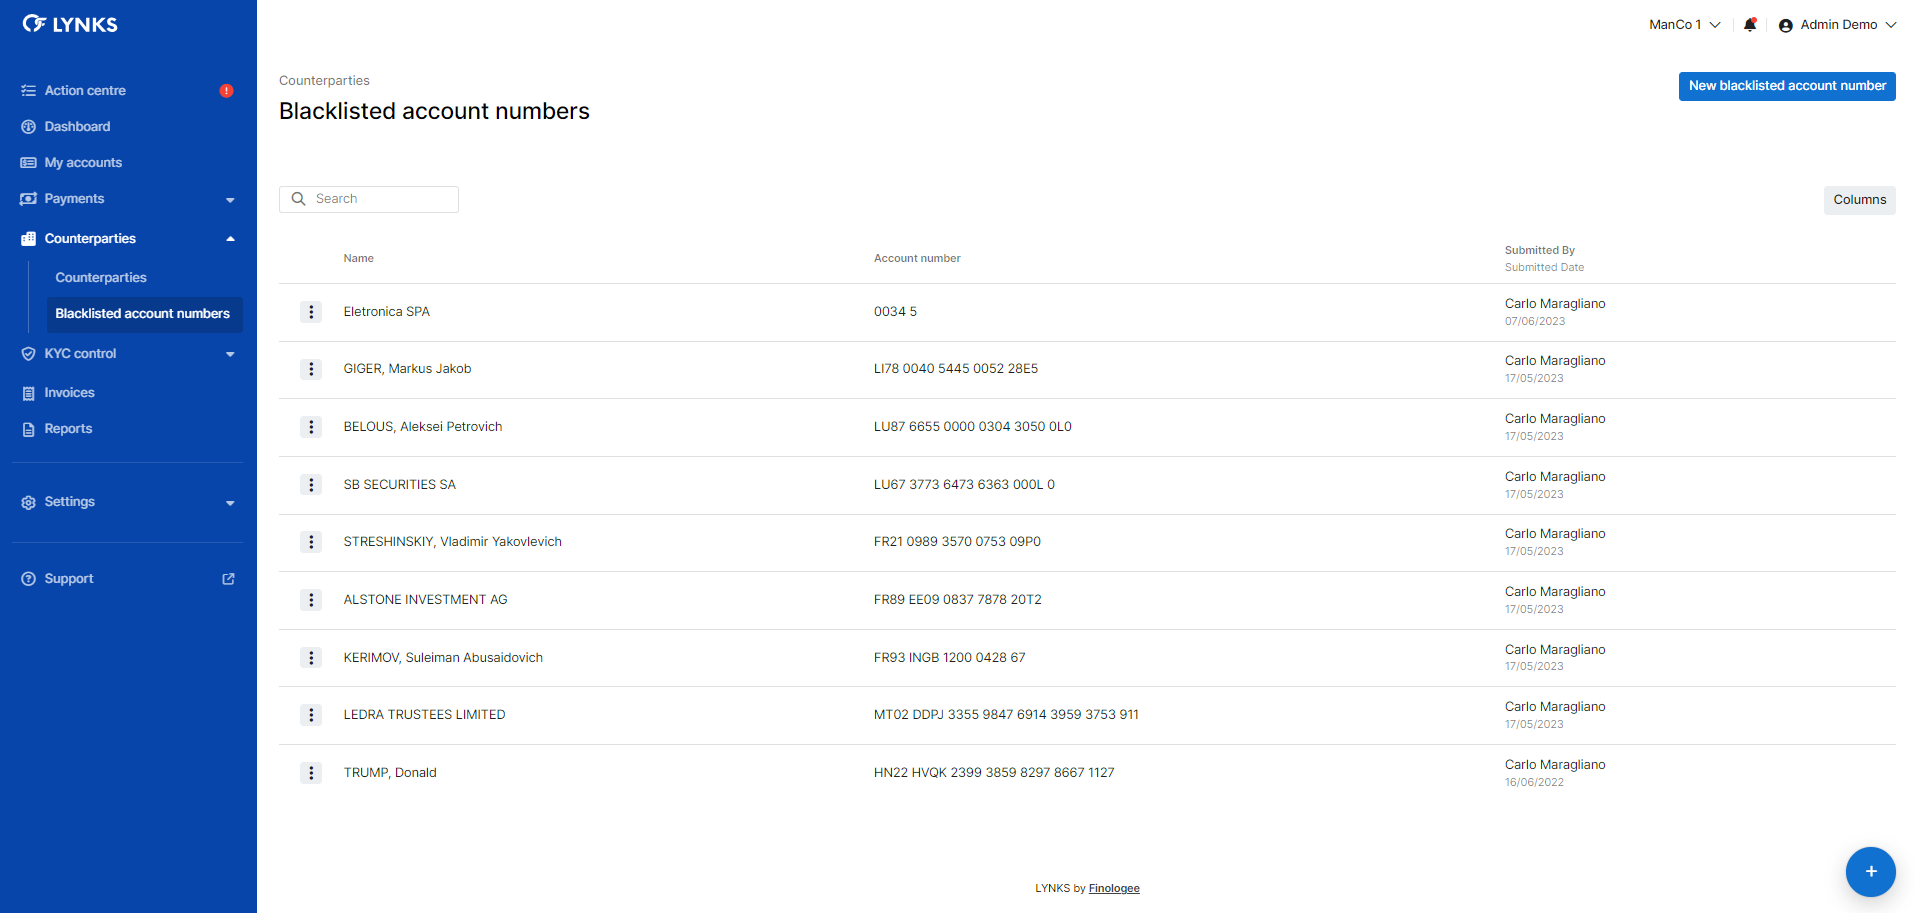 LYNKS
ManCo 1
Admin Demo
Action centre
Dashboard
My accounts
Payments
Counterparties
Counterparties
Blacklisted account numbers
KYC control
Invoices
Reports
Settings
Support
Counterparties
Blacklisted account numbers
New blacklisted account number
Search
Columns
Name Account number Submitted By
Submitted Date
Eletronica SPA 0034 5 Carlo Maragliano
07/06/2023
GIGER, Markus Jakob LI78 0040 5445 0052 28E5 Carlo Maragliano
17/05/2023
BELOUS, Aleksei Petrovich LU87 6655 0000 0304 3050 0L0 Carlo Maragliano
17/05/2023
SB SECURITIES SA LU67 3773 6473 6363 000L 0 Carlo Maragliano
17/05/2023
STRESHINSKIY, Vladimir Yakovlevich FR21 0989 3570 0753 09P0 Carlo Maragliano
17/05/2023
ALSTONE INVESTMENT AG FR89 EE09 0837 7878 20T2 Carlo Maragliano
17/05/2023
KERIMOV, Suleiman Abusaidovich FR93 INGB 1200 0428 67 Carlo Maragliano
17/05/2023
LEDRA TRUSTEES LIMITED MT02 DDPJ 3355 9847 6914 3959 3753 911 Carlo Maragliano
17/05/2023
TRUMP, Donald HN22 HVQK 2399 3859 8297 8667 1127 Carlo Maragliano
16/06/2022
LYNKS by Finologee